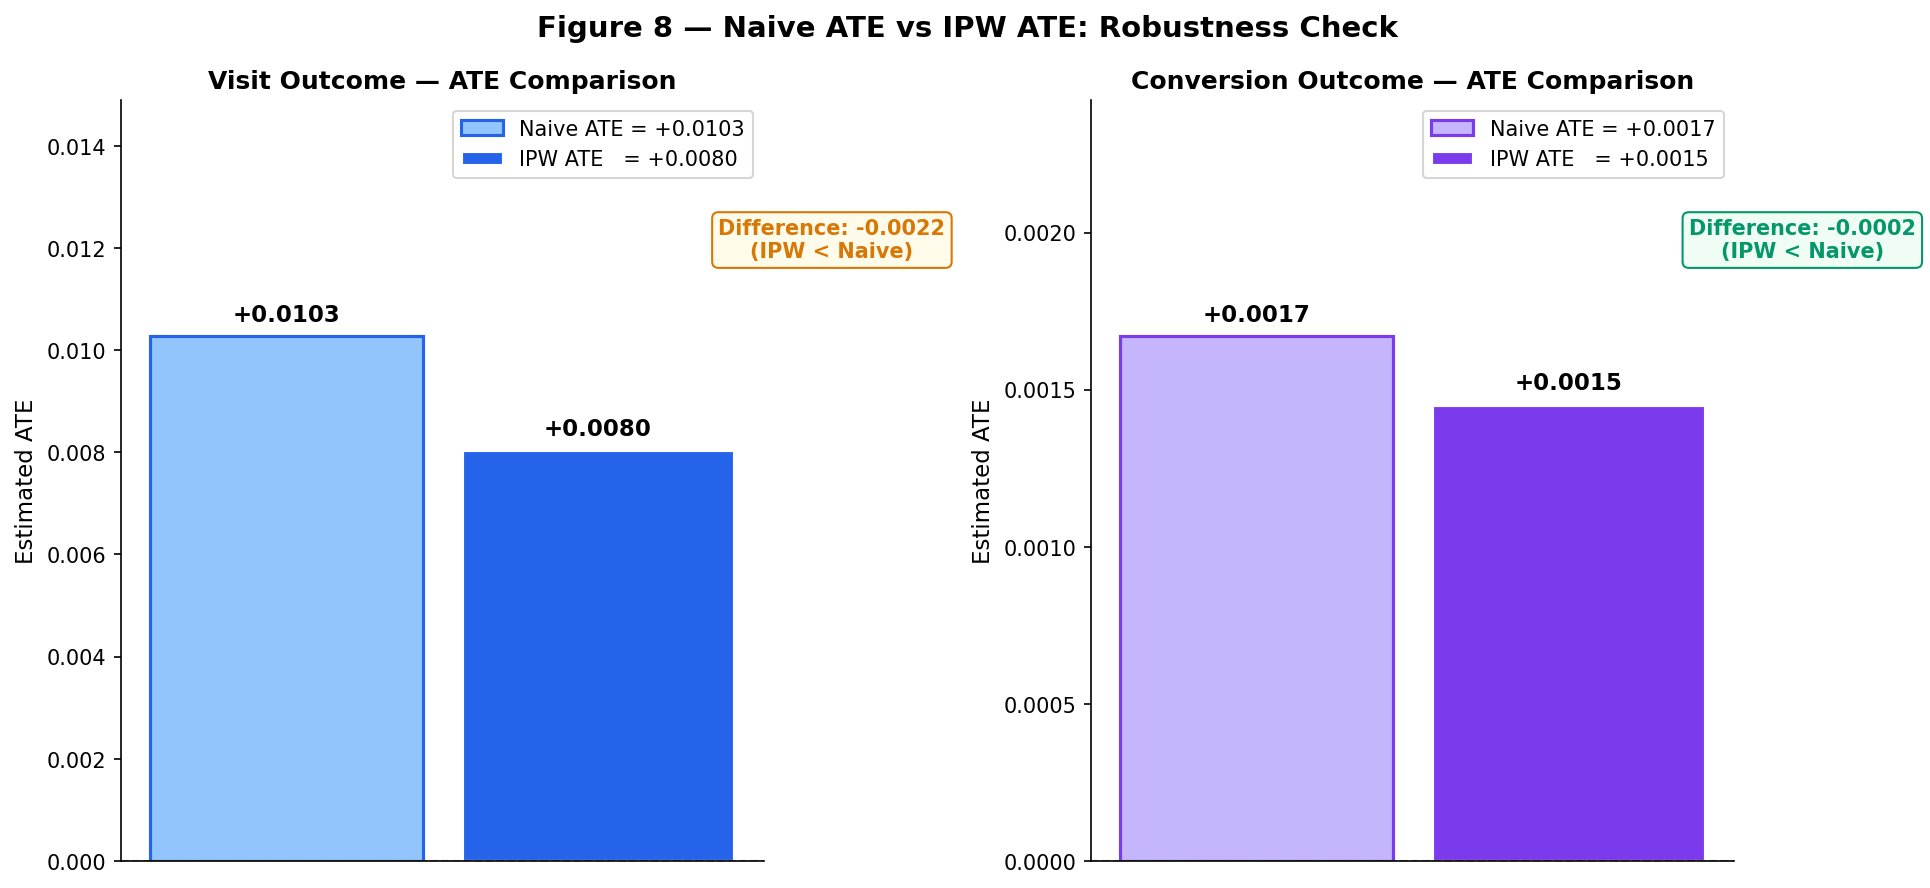 Figure 8 — Naive ATE vs IPW ATE: Robustness Check
Visit Outcome — ATE Comparison
Naive ATE = +0.0103
IPW ATE   = +0.0080
Difference: -0.0022
(IPW < Naive)
+0.0103
+0.0080
Estimated ATE
0.014
0.012
0.010
0.008
0.006
0.004
0.002
0.000
Conversion Outcome — ATE Comparison
Naive ATE = +0.0017
IPW ATE   = +0.0015
Difference: -0.0002
(IPW < Naive)
+0.0017
+0.0015
Estimated ATE
0.0020
0.0015
0.0010
0.0005
0.0000